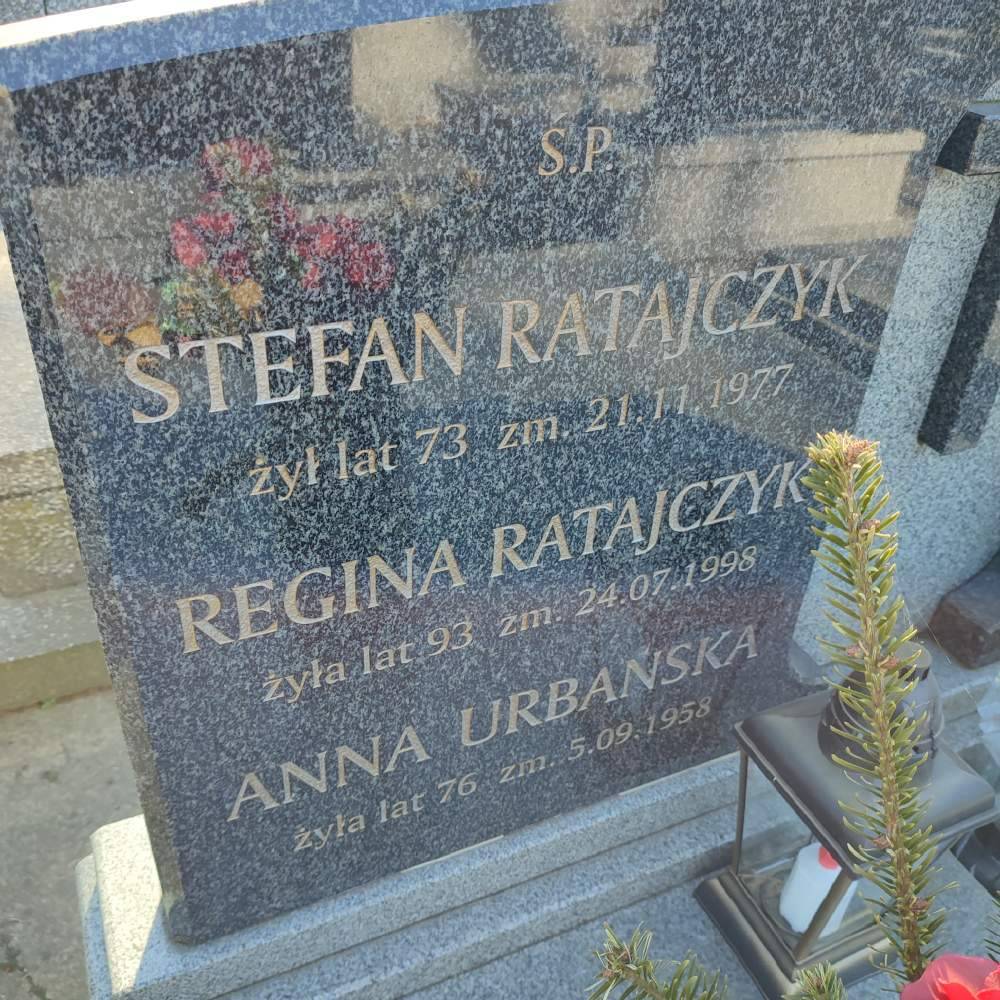 Ś.P.
STEFAN RATAJCZYK
żył lat 73 zm. 21.11.1977
REGINA RATAJCZYK
żyła lat 93 zm. 24.07.1998
ANNA URBAŃSKA
żyła lat 76 zm. 5.09.1958